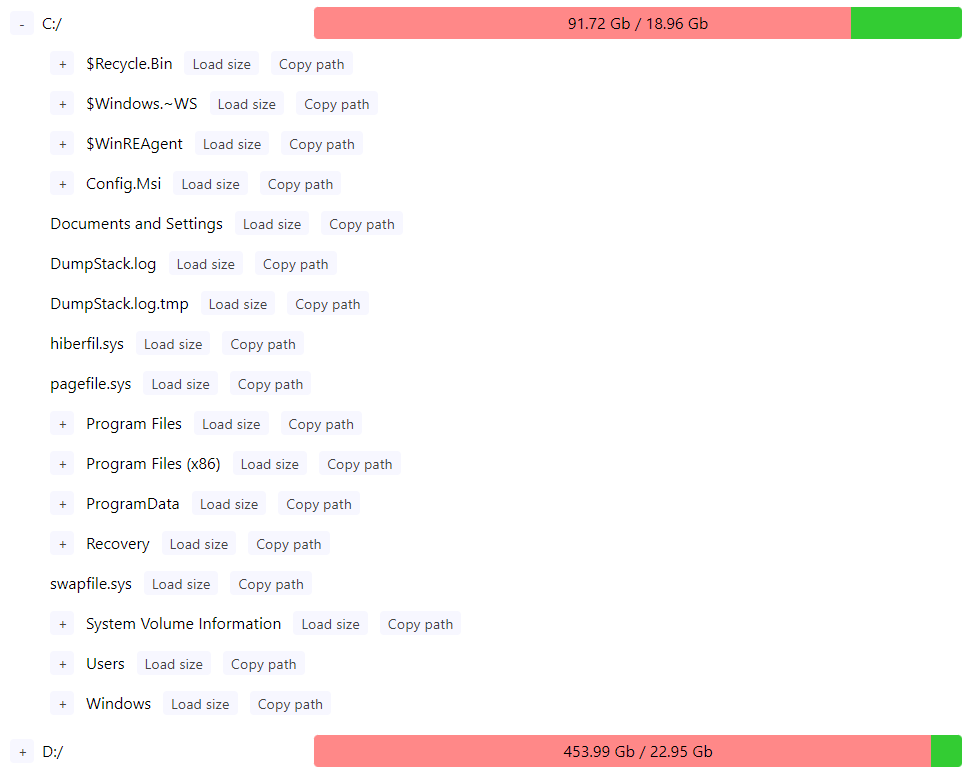 - C:/ 91.72 Gb / 18.96 Gb
+ $Recycle.Bin Load size Copy path
+ $Windows.~WS Load size Copy path
+ $WinREAgent Load size Copy path
+ Config.Msi Load size Copy path
Documents and Settings Load size Copy path
DumpStack.log Load size Copy path
DumpStack.log.tmp Load size Copy path
hiberfil.sys Load size Copy path
pagefile.sys Load size Copy path
+ Program Files Load size Copy path
+ Program Files (x86) Load size Copy path
+ ProgramData Load size Copy path
+ Recovery Load size Copy path
swapfile.sys Load size Copy path
+ System Volume Information Load size Copy path
+ Users Load size Copy path
+ Windows Load size Copy path
+ D:/ 453.99 Gb / 22.95 Gb